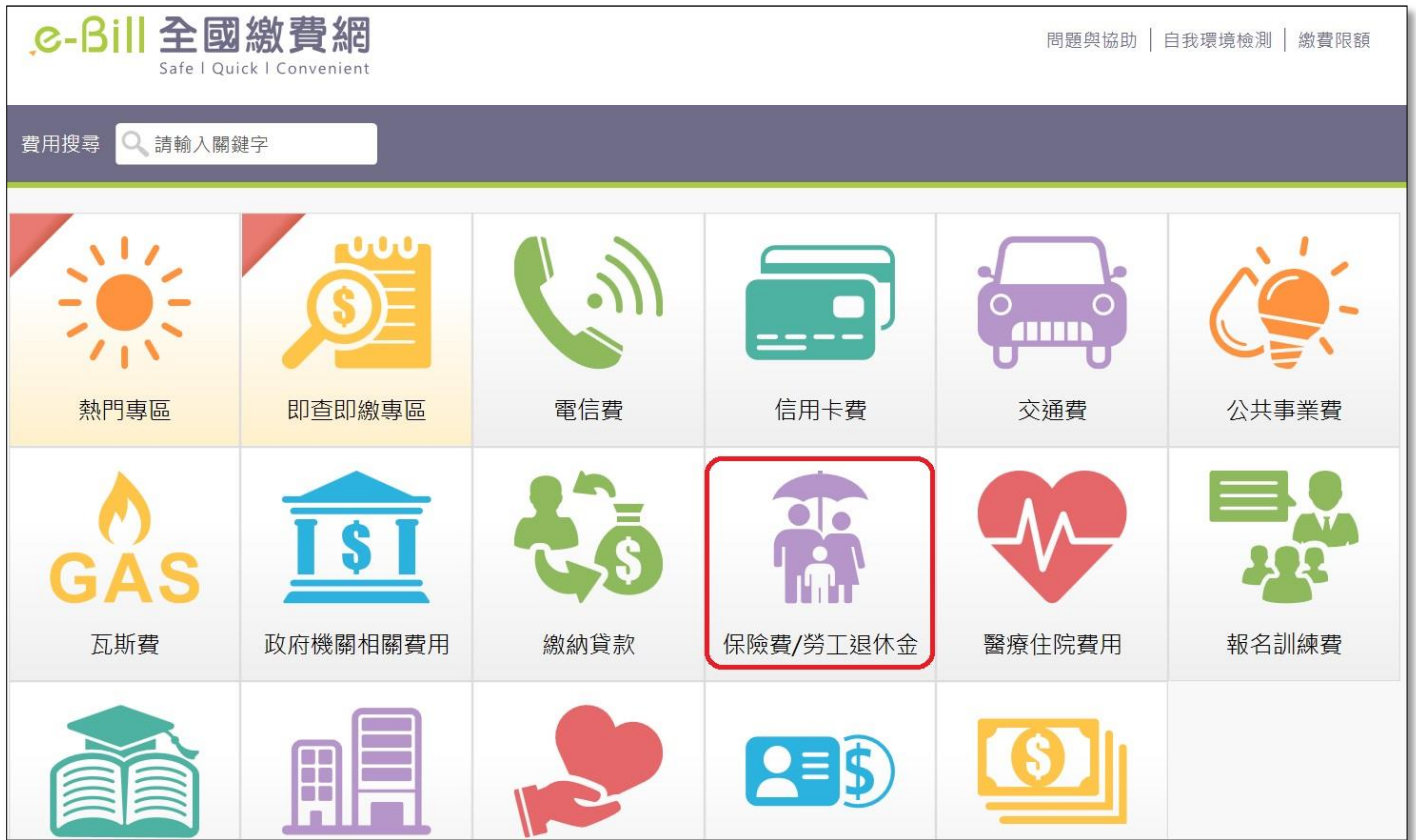 e-Bill 全國繳費網
Safe | Quick | Convenient
問題與協助 | 自我環境檢測 | 繳費限額
費用搜尋 請輸入關鍵字
熱門專區
即查即繳專區
電信費
信用卡費
交通費
公共事業費
GAS
瓦斯費
政府機關相關費用
繳納貸款
保險費/勞工退休金
醫療住院費用
報名訓練費